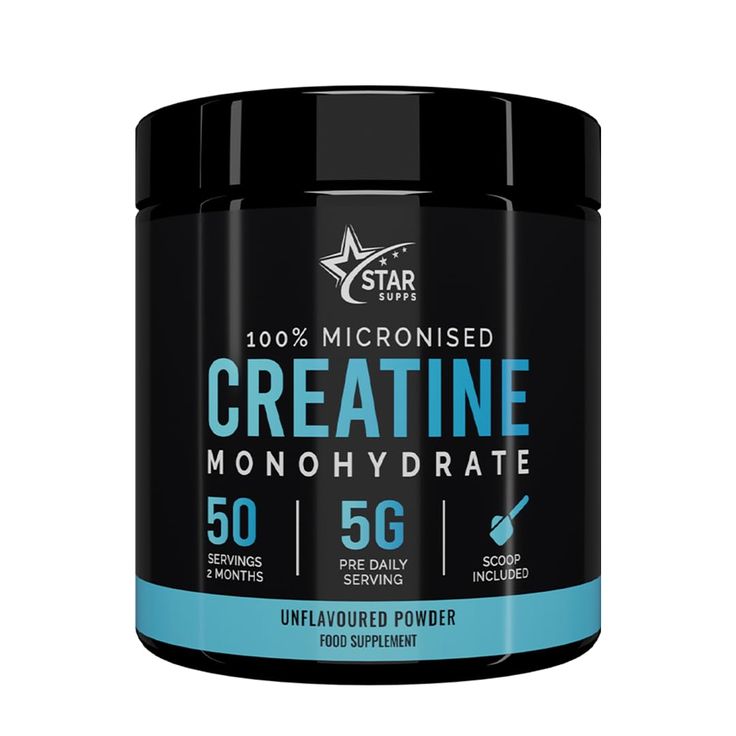 STAR
SUPPS
100% MICRONISED
CREATINE
MONOHYDRATE
50
SERVINGS
2 MONTHS
5G
PRE DAILY
SERVING
SCOOP
INCLUDED
UNFLAVOURED POWDER
FOOD SUPPLEMENT